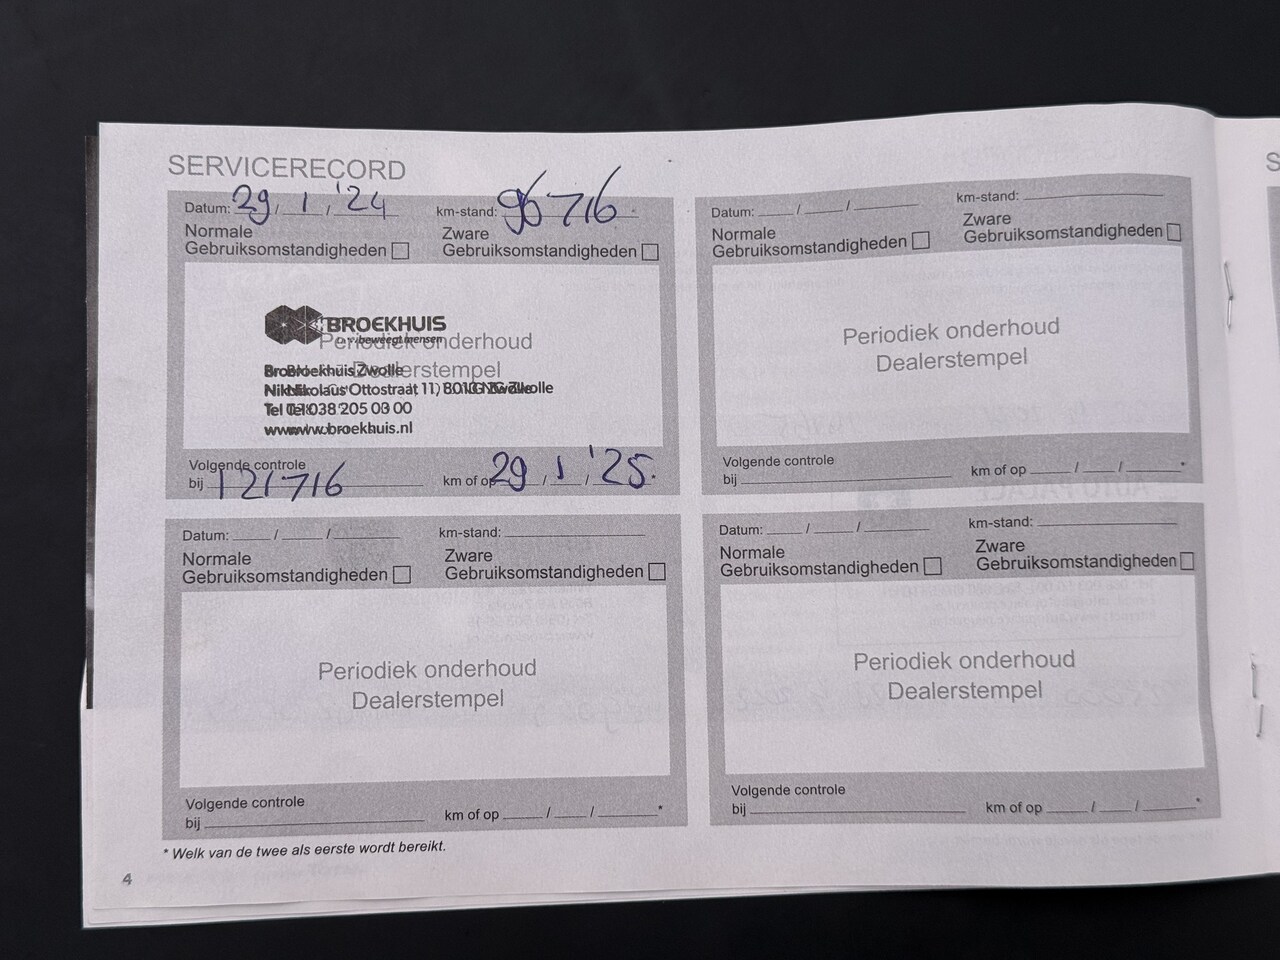 SERVICERECORD
Datum: 29 / 1 / '24 km-stand: 96716
Normale Gebruiksomstandigheden
Zware Gebruiksomstandigheden
BROEKHUIS
beweegt mensen
Periodiek onderhoud
Dealerstempel
Broekhuis Zwolle
Nikolaus Ottostraat 11, Zwolle
Tel 038 205 03 00
www.broekhuis.nl
Volgende controle
bij 121716 km of op 29 / 1 / '25.
Datum: / / km-stand:
Normale Gebruiksomstandigheden
Zware Gebruiksomstandigheden
Periodiek onderhoud
Dealerstempel
Volgende controle
bij km of op / / *
Datum: / / km-stand:
Normale Gebruiksomstandigheden
Zware Gebruiksomstandigheden
Periodiek onderhoud
Dealerstempel
Volgende controle
bij km of op / / *
Datum: / / km-stand:
Normale Gebruiksomstandigheden
Zware Gebruiksomstandigheden
Periodiek onderhoud
Dealerstempel
Volgende controle
bij km of op / / *
* Welk van de twee als eerste wordt bereikt.
4
S